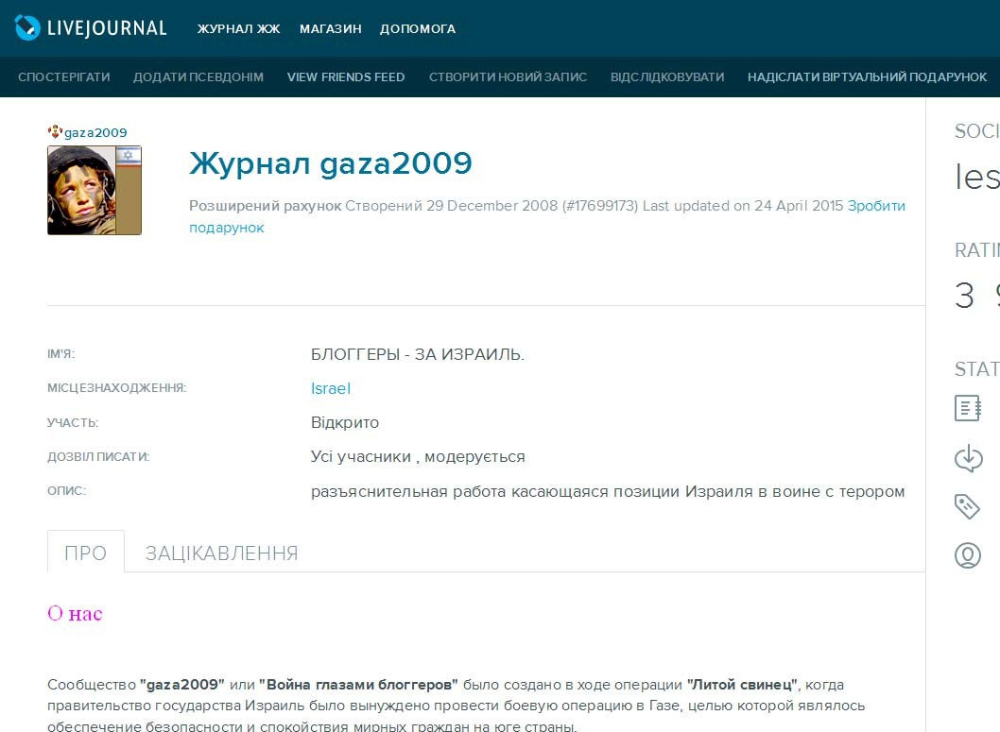 LIVEJOURNAL ЖУРНАЛ ЖЖ МАГАЗИН ДОПОМОГА
СПОСТЕРІГАТИ ДОДАТИ ПСЕВДОНІМ VIEW FRIENDS FEED СТВОРИТИ НОВИЙ ЗАПИС ВІДСЛІДКОВУВАТИ НАДІСЛАТИ ВІРТУАЛЬНИЙ ПОДАРУНОК
gaza2009
Журнал gaza2009
Розширений рахунок Створений 29 December 2008 (#17699173) Last updated on 24 April 2015 Зробити
подарунок
ІМ'Я: БЛОГГЕРЫ - ЗА ИЗРАИЛЬ.
МІСЦЕЗНАХОДЖЕННЯ: Israel
УЧАСТЬ: Відкрито
ДОЗВІЛ ПИСАТИ: Усі учасники , модерується
ОПИС: разъяснительная работа касающаяся позиции Израиля в воине с терором
ПРО ЗАЦІКАВЛЕННЯ
О нас
Сообщество "gaza2009" или "Война глазами блоггеров" было создано в ходе операции "Литой свинец", когда
правительство государства Израиль было вынуждено провести боевую операцию в Газе, целью которой являлось
обеспечение безопасности и спокойствия мирных граждан на юге страны.
SOCI
les
RATI
3
STAT